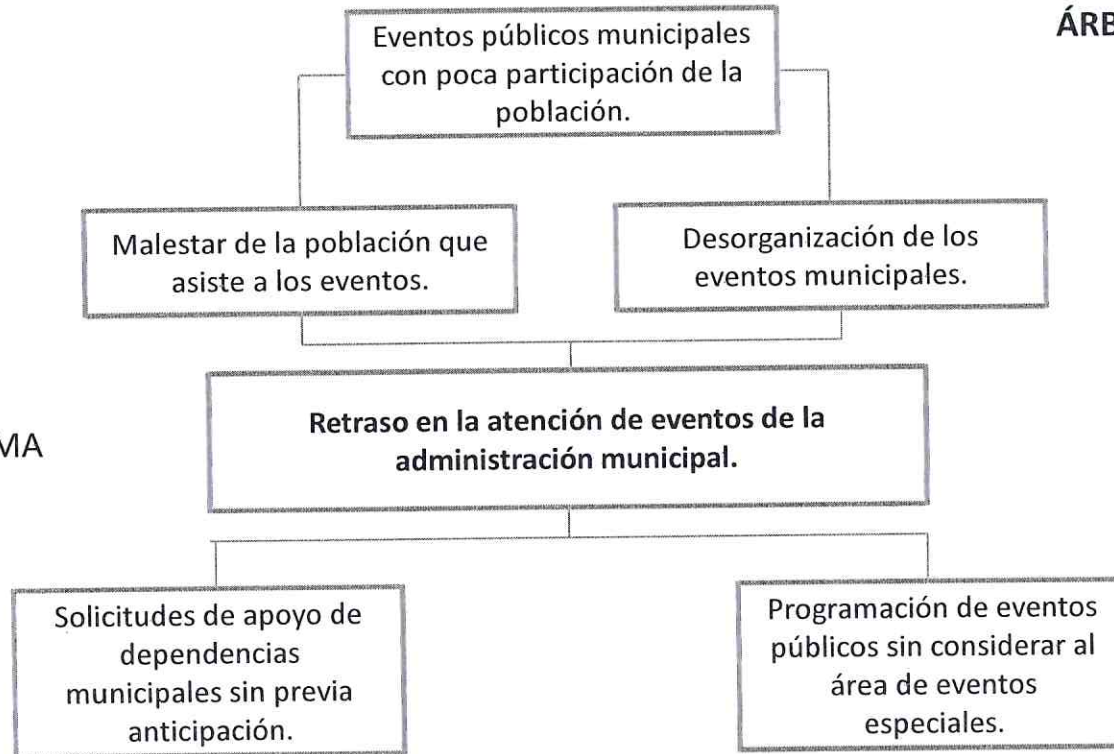 ÁRB
Eventos públicos municipales
con poca participación de la
población.
Malestar de la población que
asiste a los eventos.
Desorganización de los
eventos municipales.
Retraso en la atención de eventos de la
administración municipal.
MA
Solicitudes de apoyo de
dependencias
municipales sin previa
anticipación.
Programación de eventos
públicos sin considerar al
área de eventos
especiales.